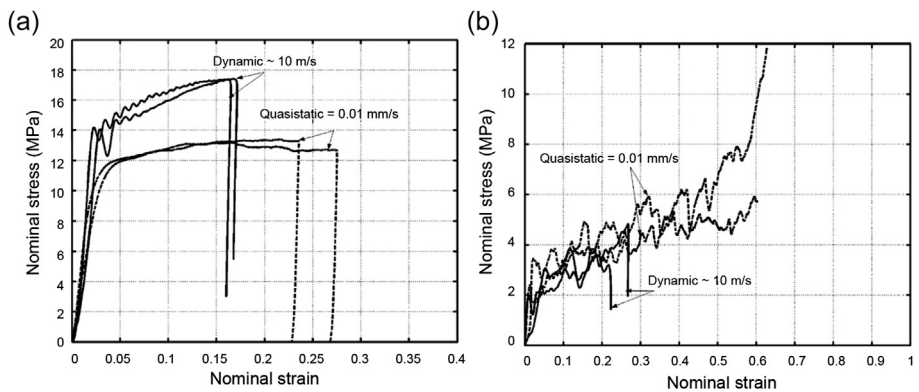 (a)
Nominal stress (MPa)
20
18
16
14
12
10
8
6
4
2
0
Dynamic ~ 10 m/s
Quasistatic = 0.01 mm/s
0 0.05 0.1 0.15 0.2 0.25 0.3 0.35 0.4
Nominal strain
(b)
Nominal stress (MPa)
12
10
8
6
4
2
0
Quasistatic = 0.01 mm/s
Dynamic ~ 10 m/s
0 0.1 0.2 0.3 0.4 0.5 0.6 0.7 0.8 0.9 1
Nominal strain